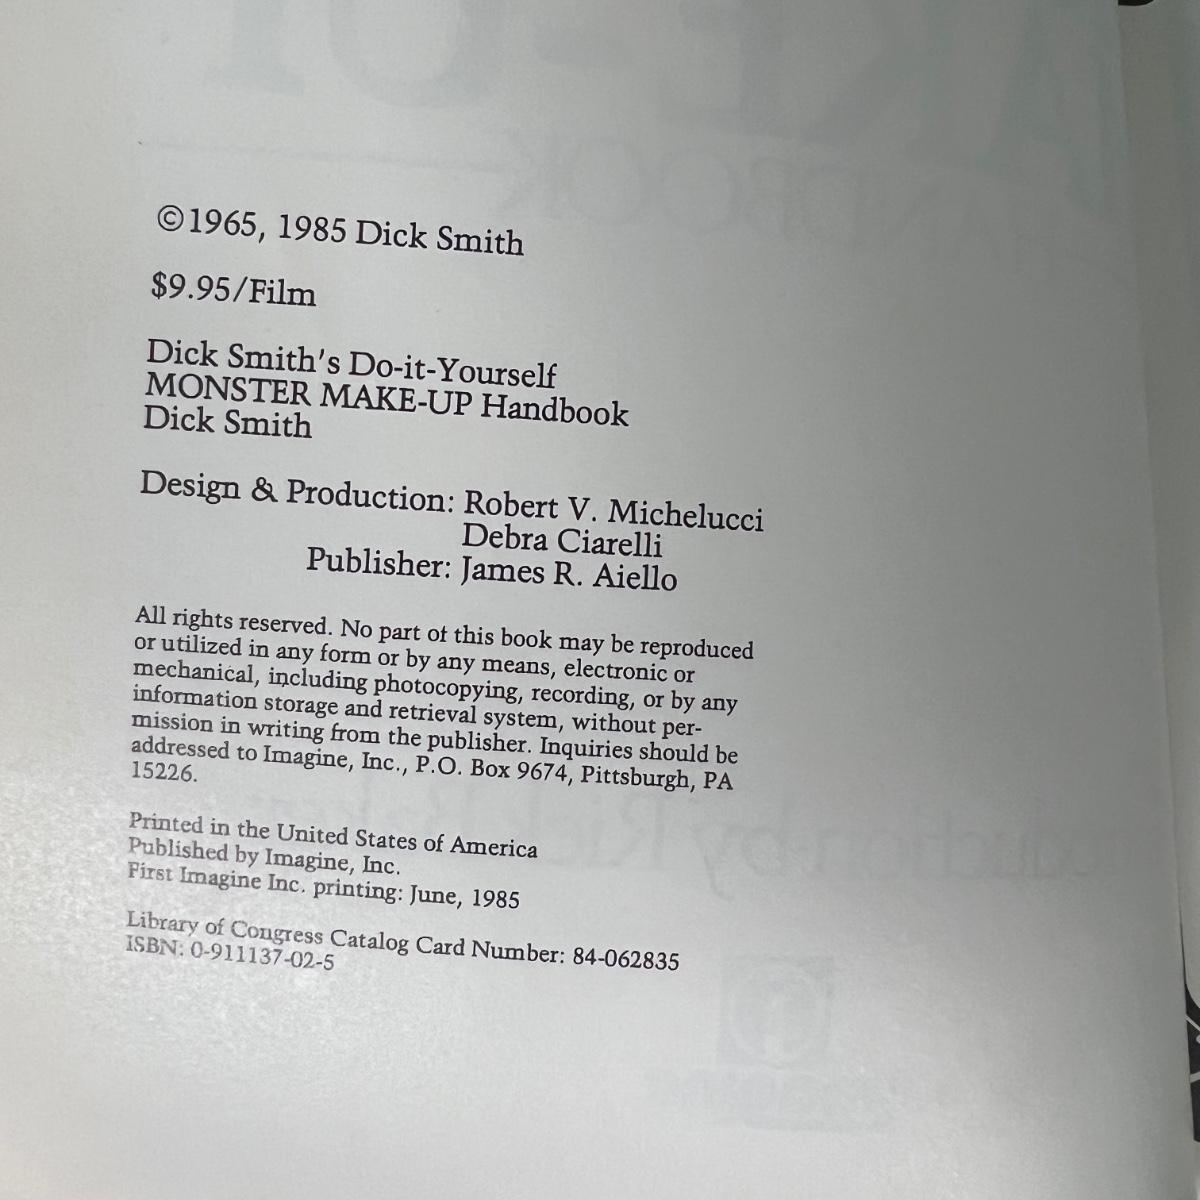 ©1965, 1985 Dick Smith
$9.95/Film
Dick Smith's Do-it-Yourself
MONSTER MAKE-UP Handbook
Dick Smith
Design & Production: Robert V. Michelucci
Debra Ciarelli
Publisher: James R. Aiello
All rights reserved. No part of this book may be reproduced
or utilized in any form or by any means, electronic or
mechanical, including photocopying, recording, or by any
information storage and retrieval system, without per-
mission in writing from the publisher. Inquiries should be
addressed to Imagine, Inc., P.O. Box 9674, Pittsburgh, PA
15226.
Printed in the United States of America
Published by Imagine, Inc.
First Imagine Inc. printing: June, 1985
Library of Congress Catalog Card Number: 84-062835
ISBN: 0-911137-02-5